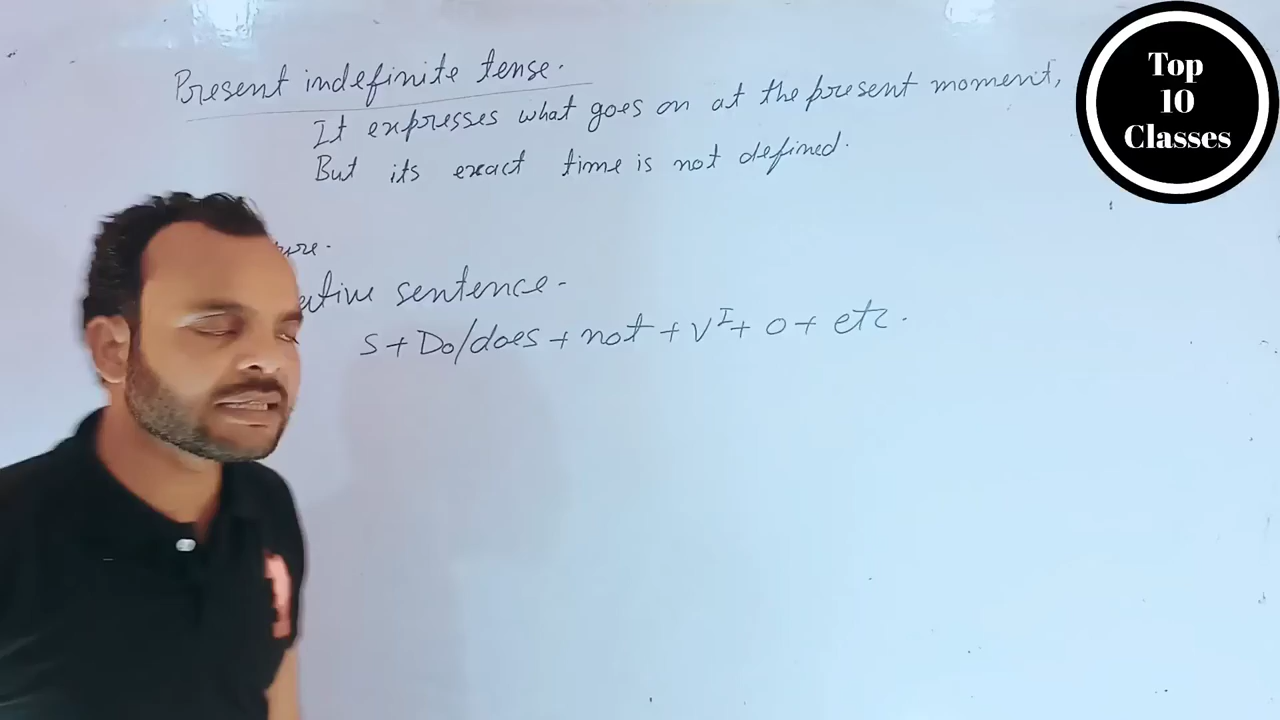 Present indefinite tense.
It expresses what goes on at the present moment,
But its exact time is not defined.
sentence-
S + Do/does + not + V^I + O + etc.
Top
10
Classes